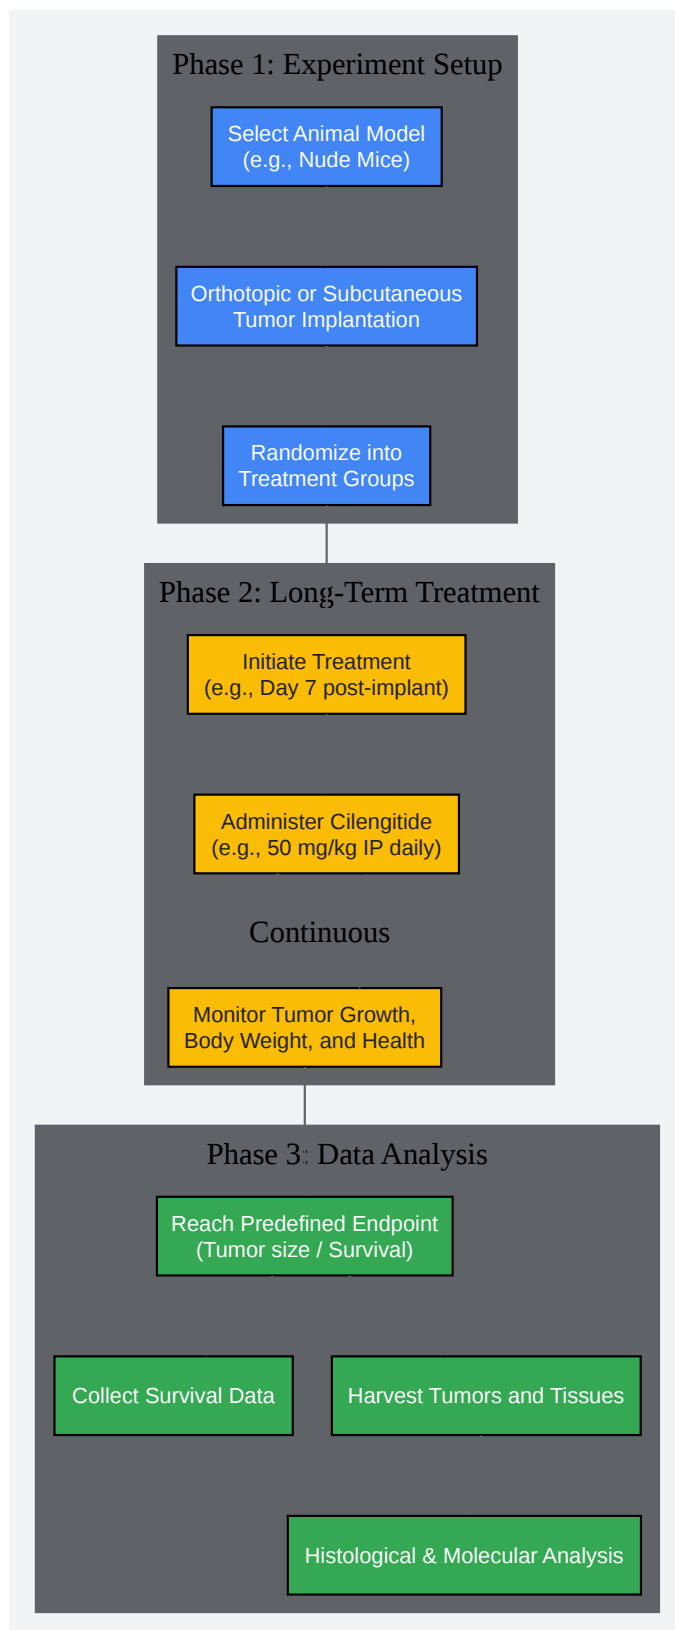 Phase 1: Experiment Setup
Select Animal Model
(e.g., Nude Mice)
Orthotopic or Subcutaneous
Tumor Implantation
Randomize into
Treatment Groups
Phase 2: Long-Term Treatment
Initiate Treatment
(e.g., Day 7 post-implant)
Administer Cilengitide
(e.g., 50 mg/kg IP daily)
Continuous
Monitor Tumor Growth,
Body Weight, and Health
Phase 3: Data Analysis
Reach Predefined Endpoint
(Tumor size / Survival)
Collect Survival Data
Harvest Tumors and Tissues
Histological & Molecular Analysis